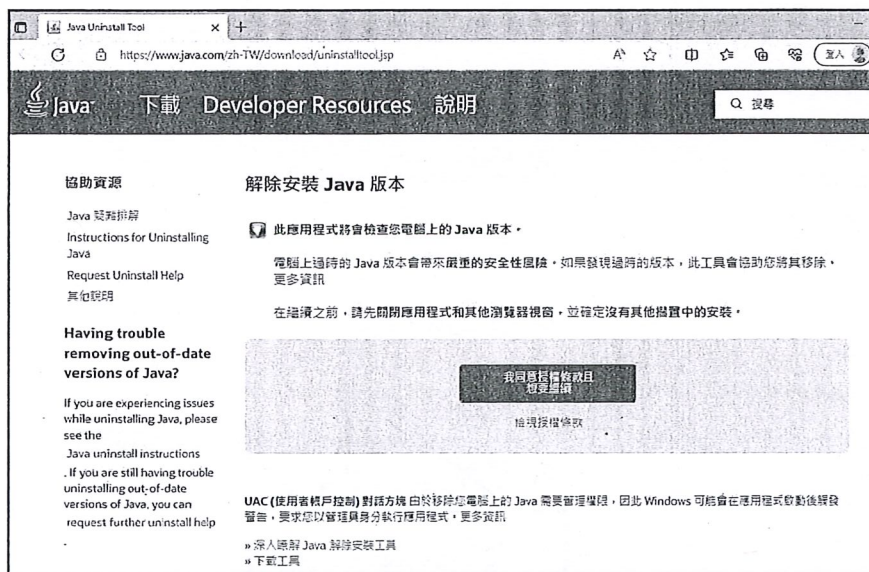 Java Uninstall Tool
https://www.java.com/zh-TW/download/uninstalltool.jsp
登入
Java
下載 Developer Resources 說明
搜尋
協助資源
Java 疑難排解
Instructions for Uninstalling
Java
Request Uninstall Help
其他說明
Having trouble
removing out-of-date
versions of Java?
If you are experiencing issues
while uninstalling Java, please
see the
Java uninstall instructions
. If you are still having trouble
uninstalling out-of-date
versions of Java, you can
request further uninstall help
.
解除安裝 Java 版本
此應用程式將會檢查您電腦上的 Java 版本。
電腦上過時的 Java 版本會帶來嚴重的安全性風險。如果發現過時的版本，此工具會協助您將其移除。
更多資訊
在繼續之前，請先關閉應用程式和其他瀏覽器視窗，並確定沒有其他擱置中的安裝。
我同意授權條款且
想要繼續
檢視授權條款
UAC (使用者帳戶控制) 對話方塊 由於移除您電腦上的 Java 需要管理權限，因此 Windows 可能會在應用程式啟動後觸發
警告，要求您以管理員身分執行應用程式。更多資訊
» 深入瞭解 Java 解除安裝工具
» 下載工具